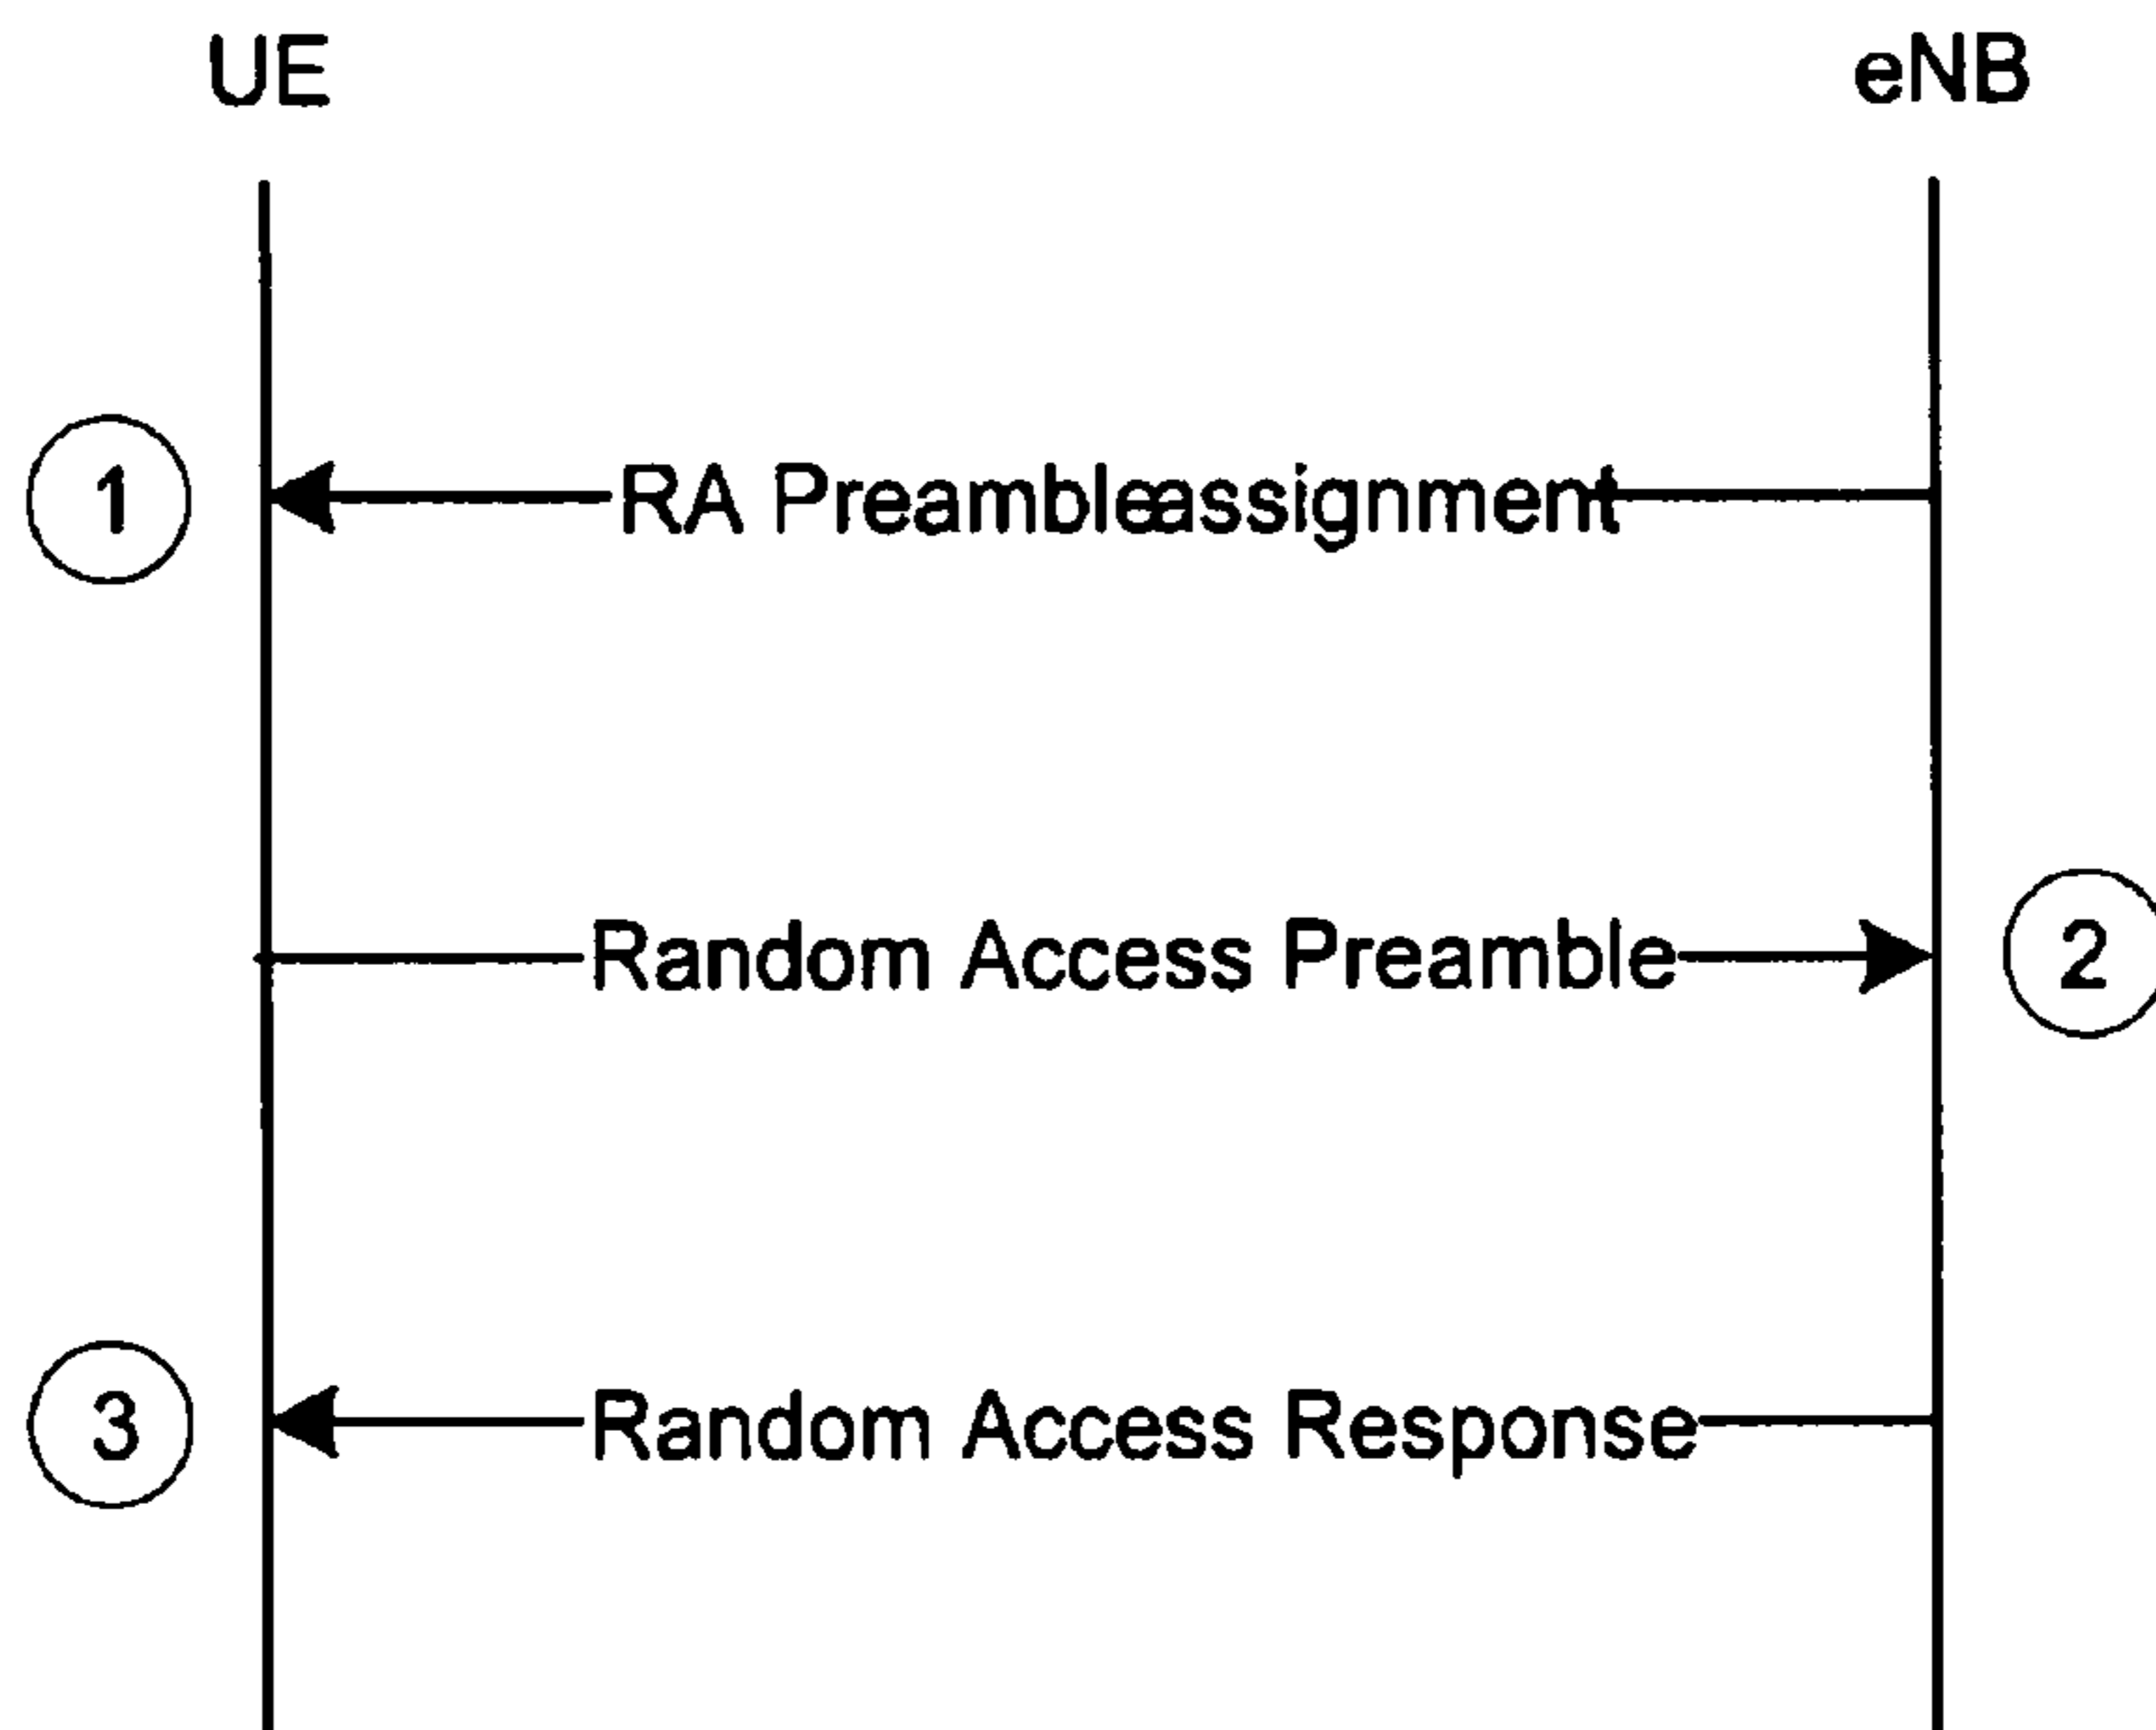 UE eNB
1 RA Preambleassignment
Random Access Preamble 2
3 Random Access Response